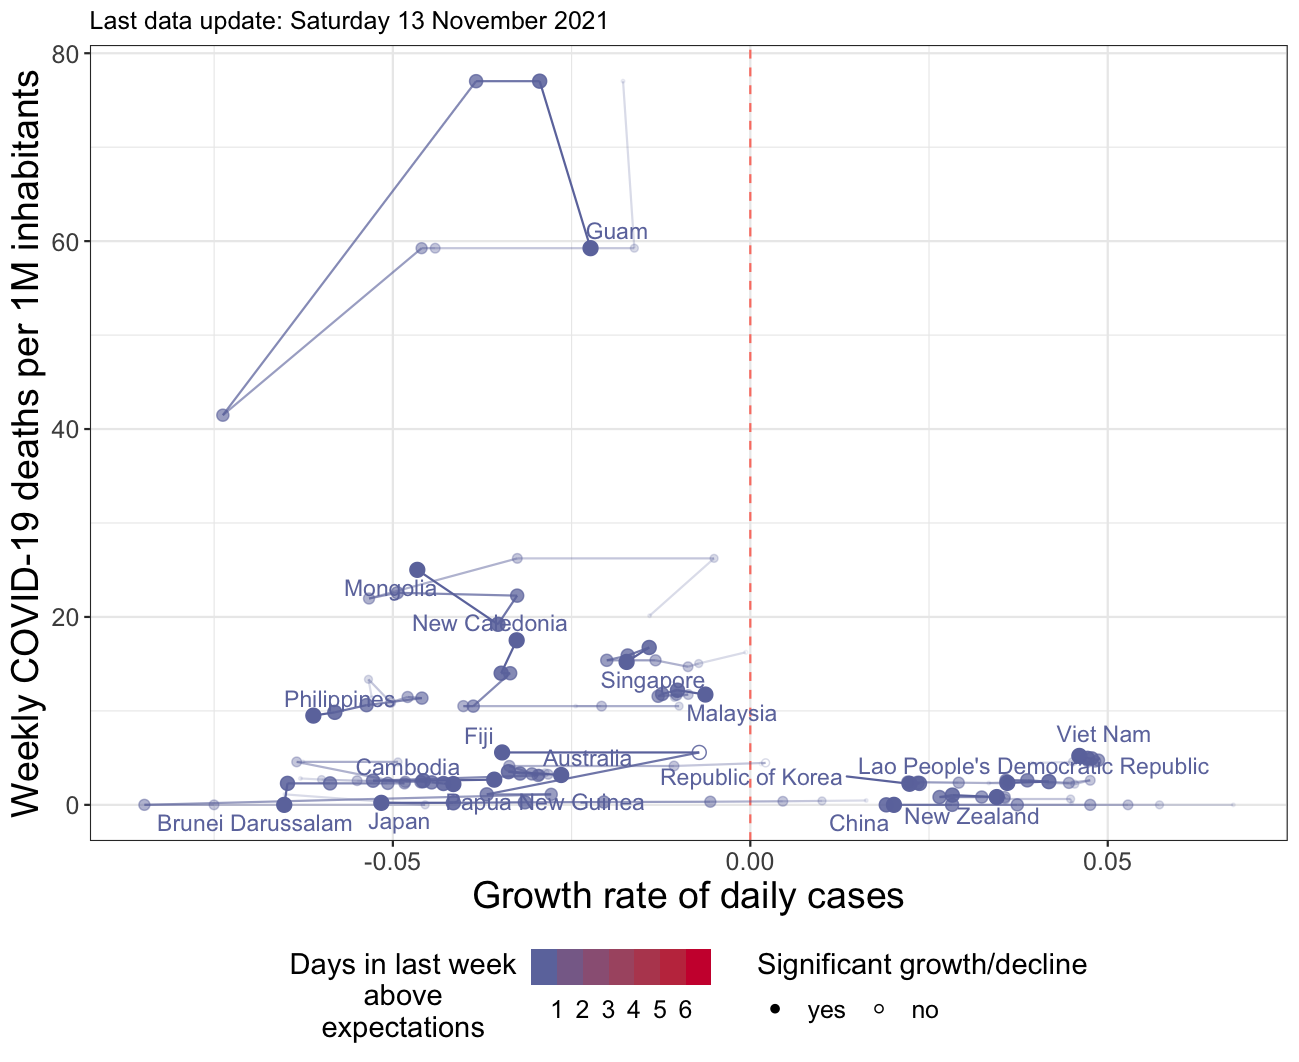 Last data update: Saturday 13 November 2021
Weekly COVID-19 deaths per 1M inhabitants
80
60
40
20
0
Guam
Mongolia
New Caledonia
Philippines
Singapore
Malaysia
Fiji
Viet Nam
Australia
Cambodia
Republic of Korea
Lao People's Democratic Republic
Papua New Guinea
Brunei Darussalam
Japan
China
New Zealand
-0.05
0.00
0.05
Growth rate of daily cases
Days in last week
above
expectations
1 2 3 4 5 6
Significant growth/decline
yes
no